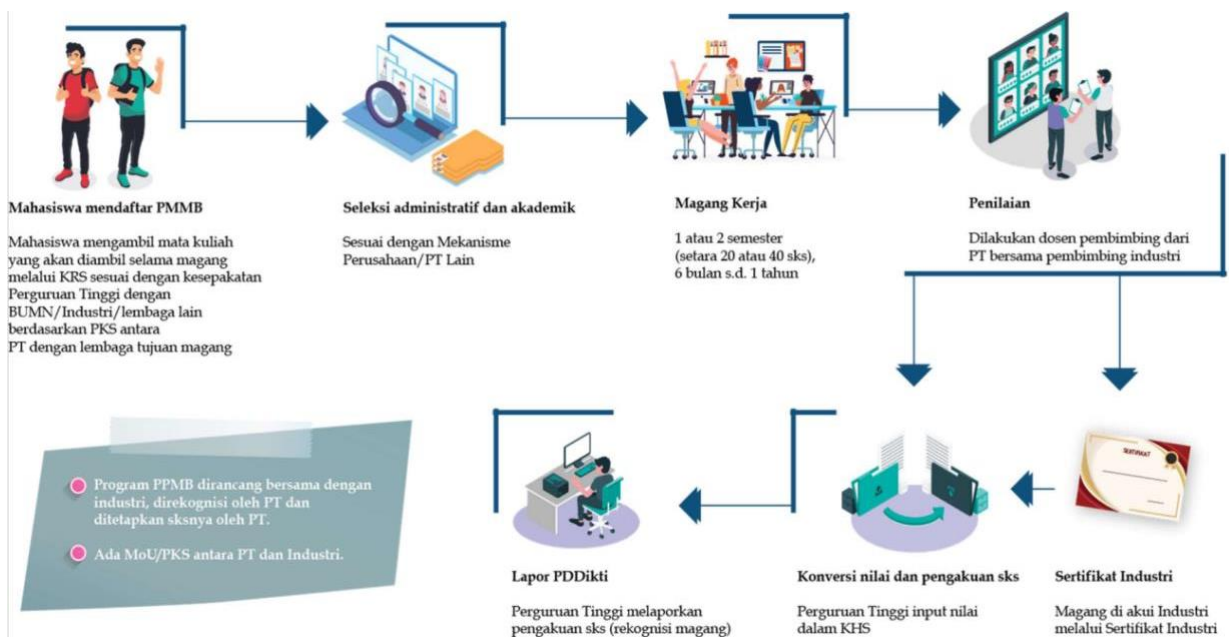 Mahasiswa mendaftar PMMB
Mahasiswa mengambil mata kuliah
yang akan diambil selama magang
melalui KRS sesuai dengan kesepakatan
Perguruan Tinggi dengan
BUMN/Industri/lembaga lain
berdasarkan PKS antara
PT dengan lembaga tujuan magang
Seleksi administratif dan akademik
Sesuai dengan Mekanisme
Perusahaan/PT Lain
Magang Kerja
1 atau 2 semester
(setara 20 atau 40 sks),
6 bulan s.d. 1 tahun
Penilaian
Dilakukan dosen pembimbing dari
PT bersama pembimbing industri
Program PPMB dirancang bersama dengan
industri, direkognisi oleh PT dan
ditetapkan sksnya oleh PT.
Ada MoU/PKS antara PT dan Industri.
Lapor PDDikti
Perguruan Tinggi melaporkan
pengakuan sks (rekognisi magang)
Konversi nilai dan pengakuan sks
Perguruan Tinggi input nilai
dalam KHS
SERTIFIKAT
Sertifikat Industri
Magang di akui Industri
melalui Sertifikat Industri